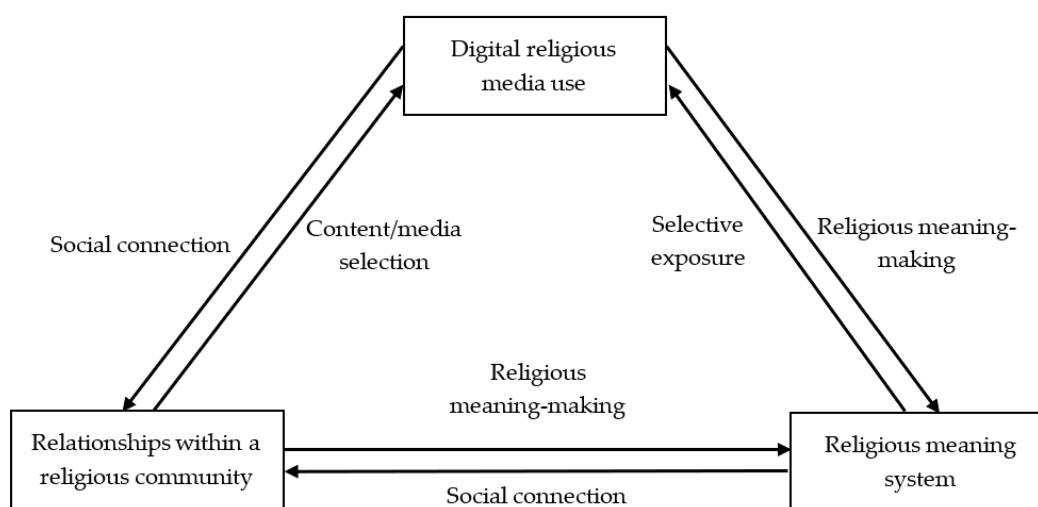 Digital religious
media use
Social connection
Content/media
selection
Selective
exposure
Religious meaning-
making
Religious
meaning-making
Relationships within a
religious community
Religious meaning
system
Social connection